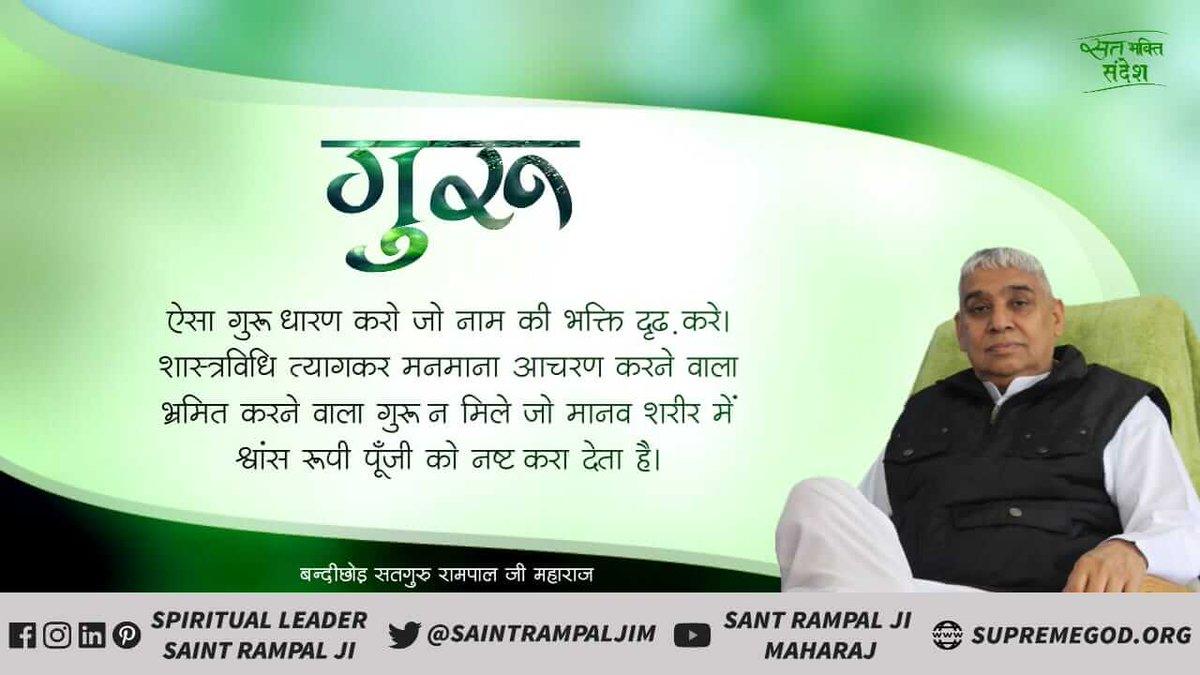 सत भक्ति
संदेश
गुरू
ऐसा गुरू धारण करो जो नाम की भक्ति दृढ़.करे।
शास्त्रविधि त्यागकर मनमाना आचरण करने वाला
भ्रमित करने वाला गुरू न मिले जो मानव शरीर में
श्वांस रूपी पूँजी को नष्ट करा देता है।
बन्दीछोड़ सतगुरु रामपाल जी महाराज
SPIRITUAL LEADER
SAINT RAMPAL JI
@SAINTRAMPALJIM
SANT RAMPAL JI
MAHARAJ
SUPREMEGOD.ORG